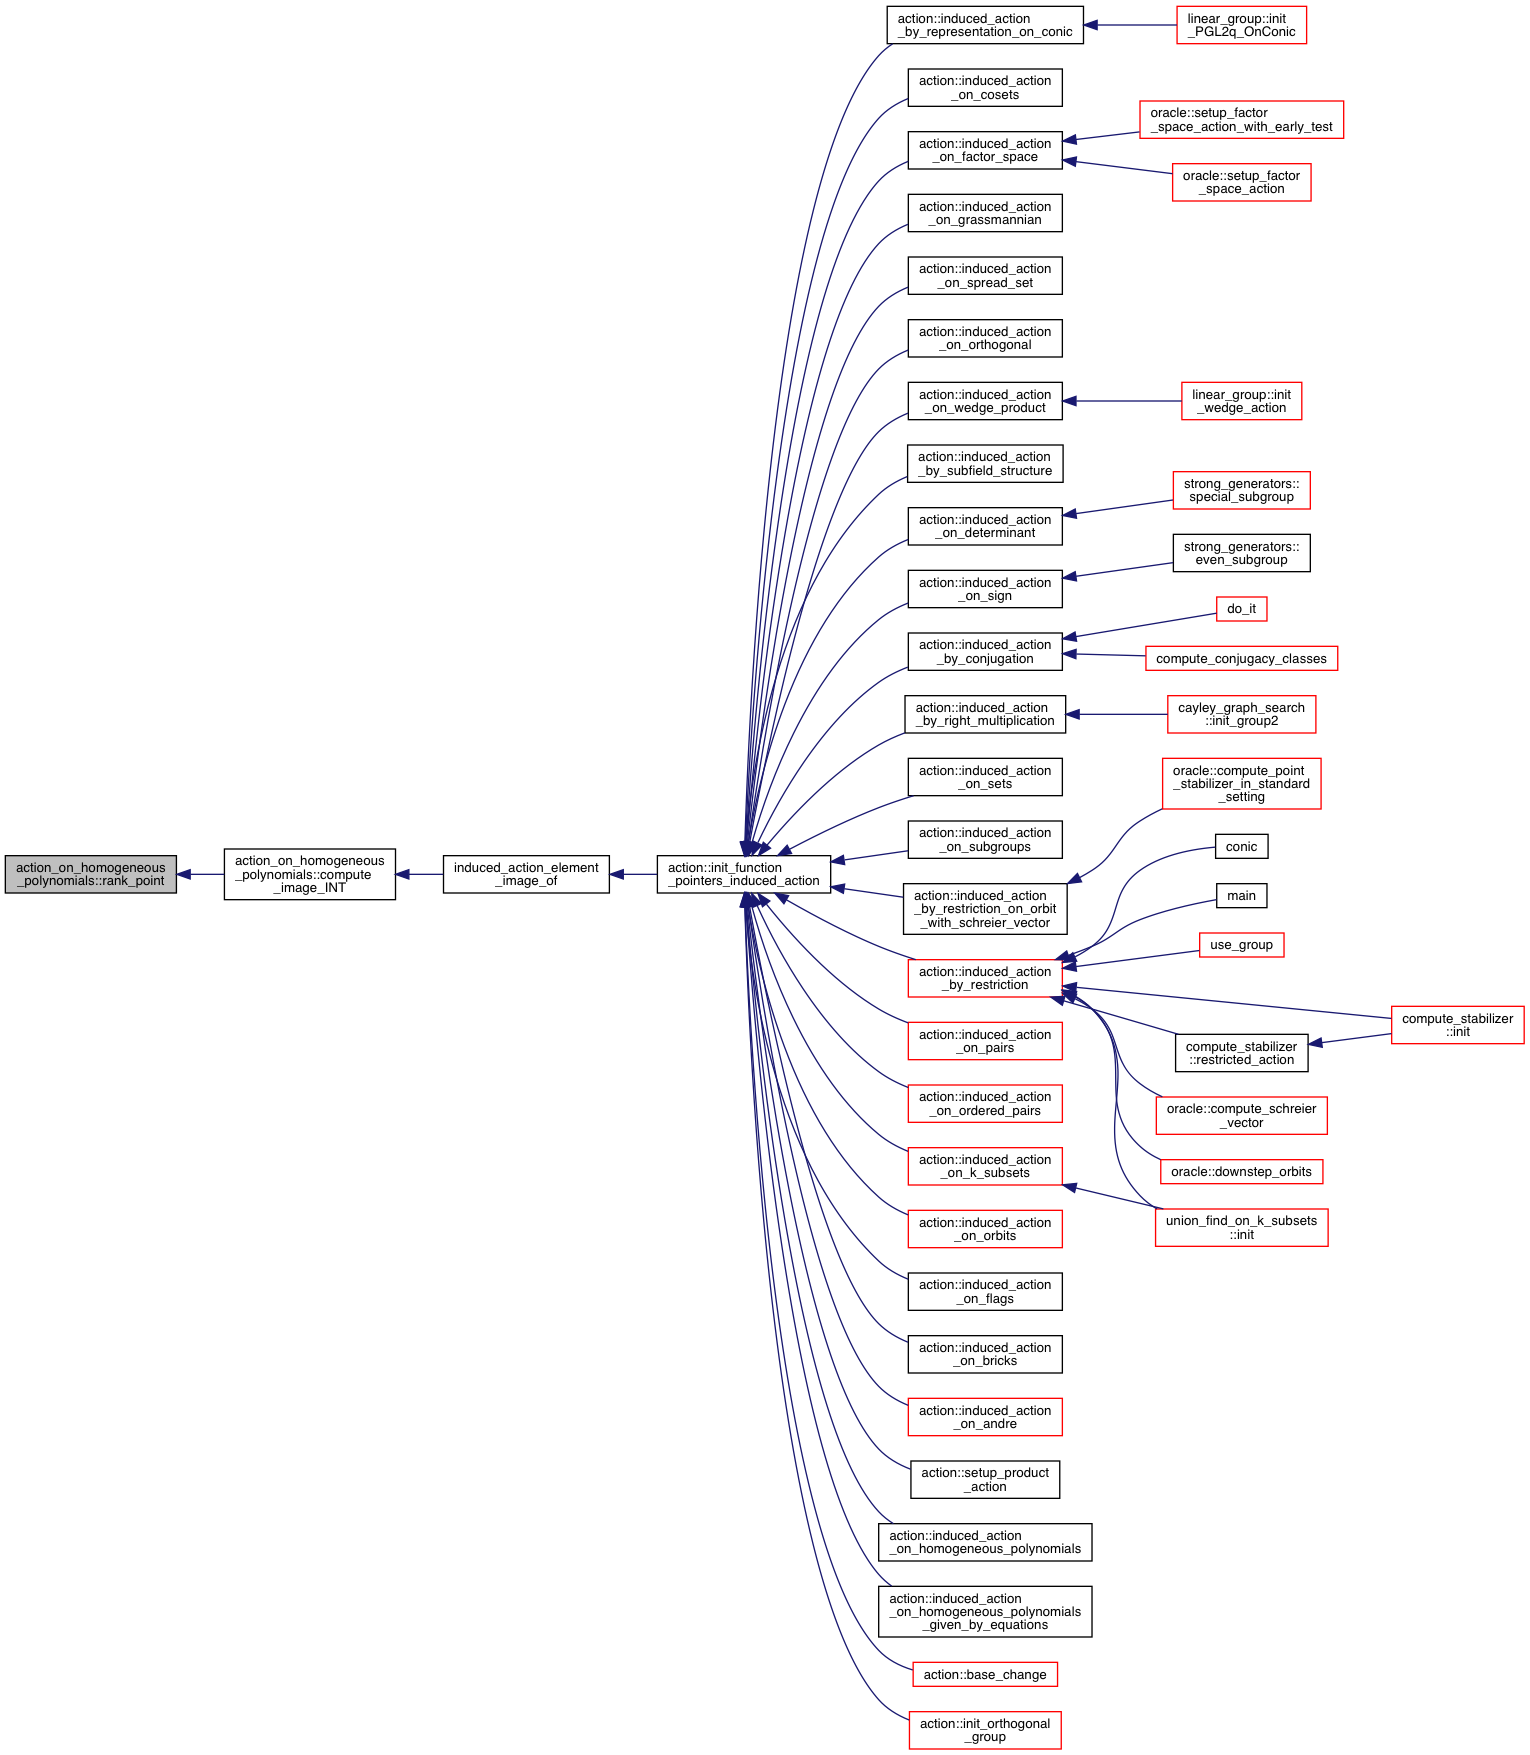 action_on_homogeneous
_polynomials::rank_point
action_on_homogeneous
_polynomials::compute
_image_INT
induced_action_element
_image_of
action::init_function
_pointers_induced_action
action::induced_action
_by_representation_on_conic
linear_group::init
_PGL2q_OnConic
action::induced_action
_on_cosets
action::induced_action
_on_factor_space
oracle::setup_factor
_space_action_with_early_test
oracle::setup_factor
_space_action
action::induced_action
_on_grassmannian
action::induced_action
_on_spread_set
action::induced_action
_on_orthogonal
action::induced_action
_on_wedge_product
linear_group::init
_wedge_action
action::induced_action
_by_subfield_structure
action::induced_action
_on_determinant
strong_generators::
special_subgroup
action::induced_action
_on_sign
strong_generators::
even_subgroup
action::induced_action
_by_conjugation
do_it
compute_conjugacy_classes
action::induced_action
_by_right_multiplication
cayley_graph_search
::init_group2
action::induced_action
_on_sets
action::induced_action
_on_subgroups
action::induced_action
_by_restriction_on_orbit
_with_schreier_vector
oracle::compute_point
_stabilizer_in_standard
_setting
action::induced_action
_by_restriction
conic
main
use_group
compute_stabilizer
::restricted_action
compute_stabilizer
::init
oracle::compute_schreier
_vector
oracle::downstep_orbits
union_find_on_k_subsets
::init
action::induced_action
_on_pairs
action::induced_action
_on_ordered_pairs
action::induced_action
_on_k_subsets
action::induced_action
_on_orbits
action::induced_action
_on_flags
action::induced_action
_on_bricks
action::induced_action
_on_andre
action::setup_product
_action
action::induced_action
_on_homogeneous_polynomials
action::induced_action
_on_homogeneous_polynomials
_given_by_equations
action::base_change
action::init_orthogonal
_group